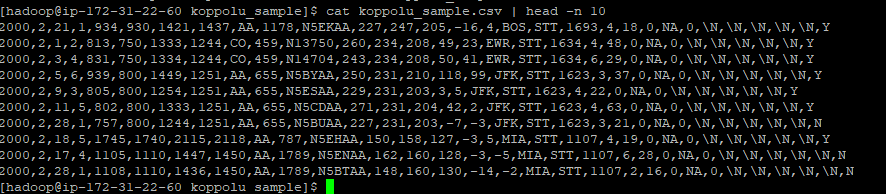 [hadoop@ip-172-31-22-60 koppolu_sample]$ cat koppolu_sample.csv | head -n 10
2000,2,21,1,934,930,1421,1437,AA,1178,N5EKAA,227,247,205,-16,4,BOS,STT,1693,4,18,0,NA,0,\N,\N,\N,\N,\N,Y
2000,2,1,2,813,750,1333,1244,CO,459,N13750,260,234,208,49,23,EWR,STT,1634,4,48,0,NA,0,\N,\N,\N,\N,\N,Y
2000,2,3,4,831,750,1334,1244,CO,459,N14704,243,234,208,50,41,EWR,STT,1634,6,29,0,NA,0,\N,\N,\N,\N,\N,Y
2000,2,5,6,939,800,1449,1251,AA,655,N5BYAA,250,231,210,118,99,JFK,STT,1623,3,37,0,NA,0,\N,\N,\N,\N,\N,Y
2000,2,9,3,805,800,1254,1251,AA,655,N5ESAA,229,231,203,3,5,JFK,STT,1623,4,22,0,NA,0,\N,\N,\N,\N,\N,Y
2000,2,11,5,802,800,1333,1251,AA,655,N5CDAA,271,231,204,42,2,JFK,STT,1623,4,63,0,NA,0,\N,\N,\N,\N,\N,Y
2000,2,28,1,757,800,1244,1251,AA,655,N5BUAA,227,231,203,-7,-3,JFK,STT,1623,3,21,0,NA,0,\N,\N,\N,\N,\N,N
2000,2,18,5,1745,1740,2115,2118,AA,787,N5EHAA,150,158,127,-3,5,MIA,STT,1107,4,19,0,NA,0,\N,\N,\N,\N,\N,Y
2000,2,17,4,1105,1110,1447,1450,AA,1789,N5ENAA,162,160,128,-3,-5,MIA,STT,1107,6,28,0,NA,0,\N,\N,\N,\N,\N,N
2000,2,28,1,1108,1110,1436,1450,AA,1789,N5BTAA,148,160,130,-14,-2,MIA,STT,1107,2,16,0,NA,0,\N,\N,\N,\N,\N,N
[hadoop@ip-172-31-22-60 koppolu_sample]$